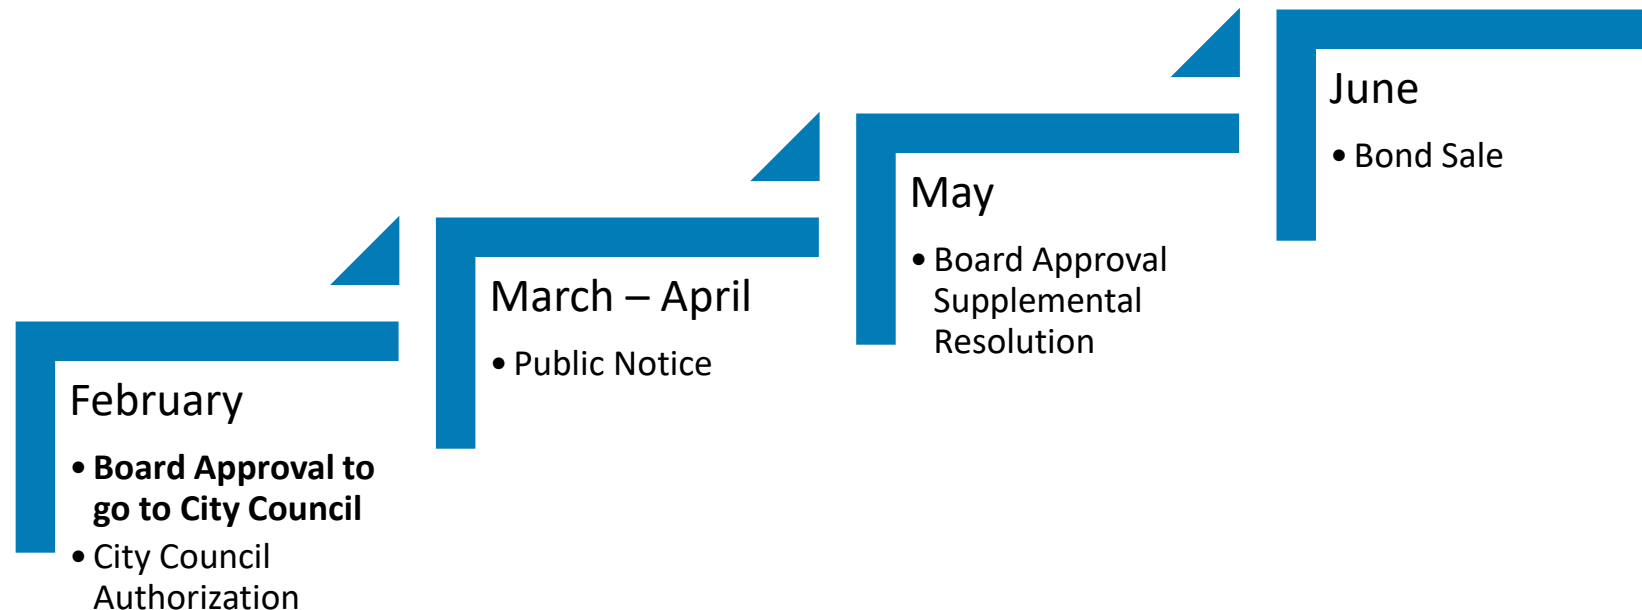 February
• Board Approval to
go to City Council
• City Council
Authorization
March – April
• Public Notice
May
• Board Approval
Supplemental
Resolution
June
• Bond Sale